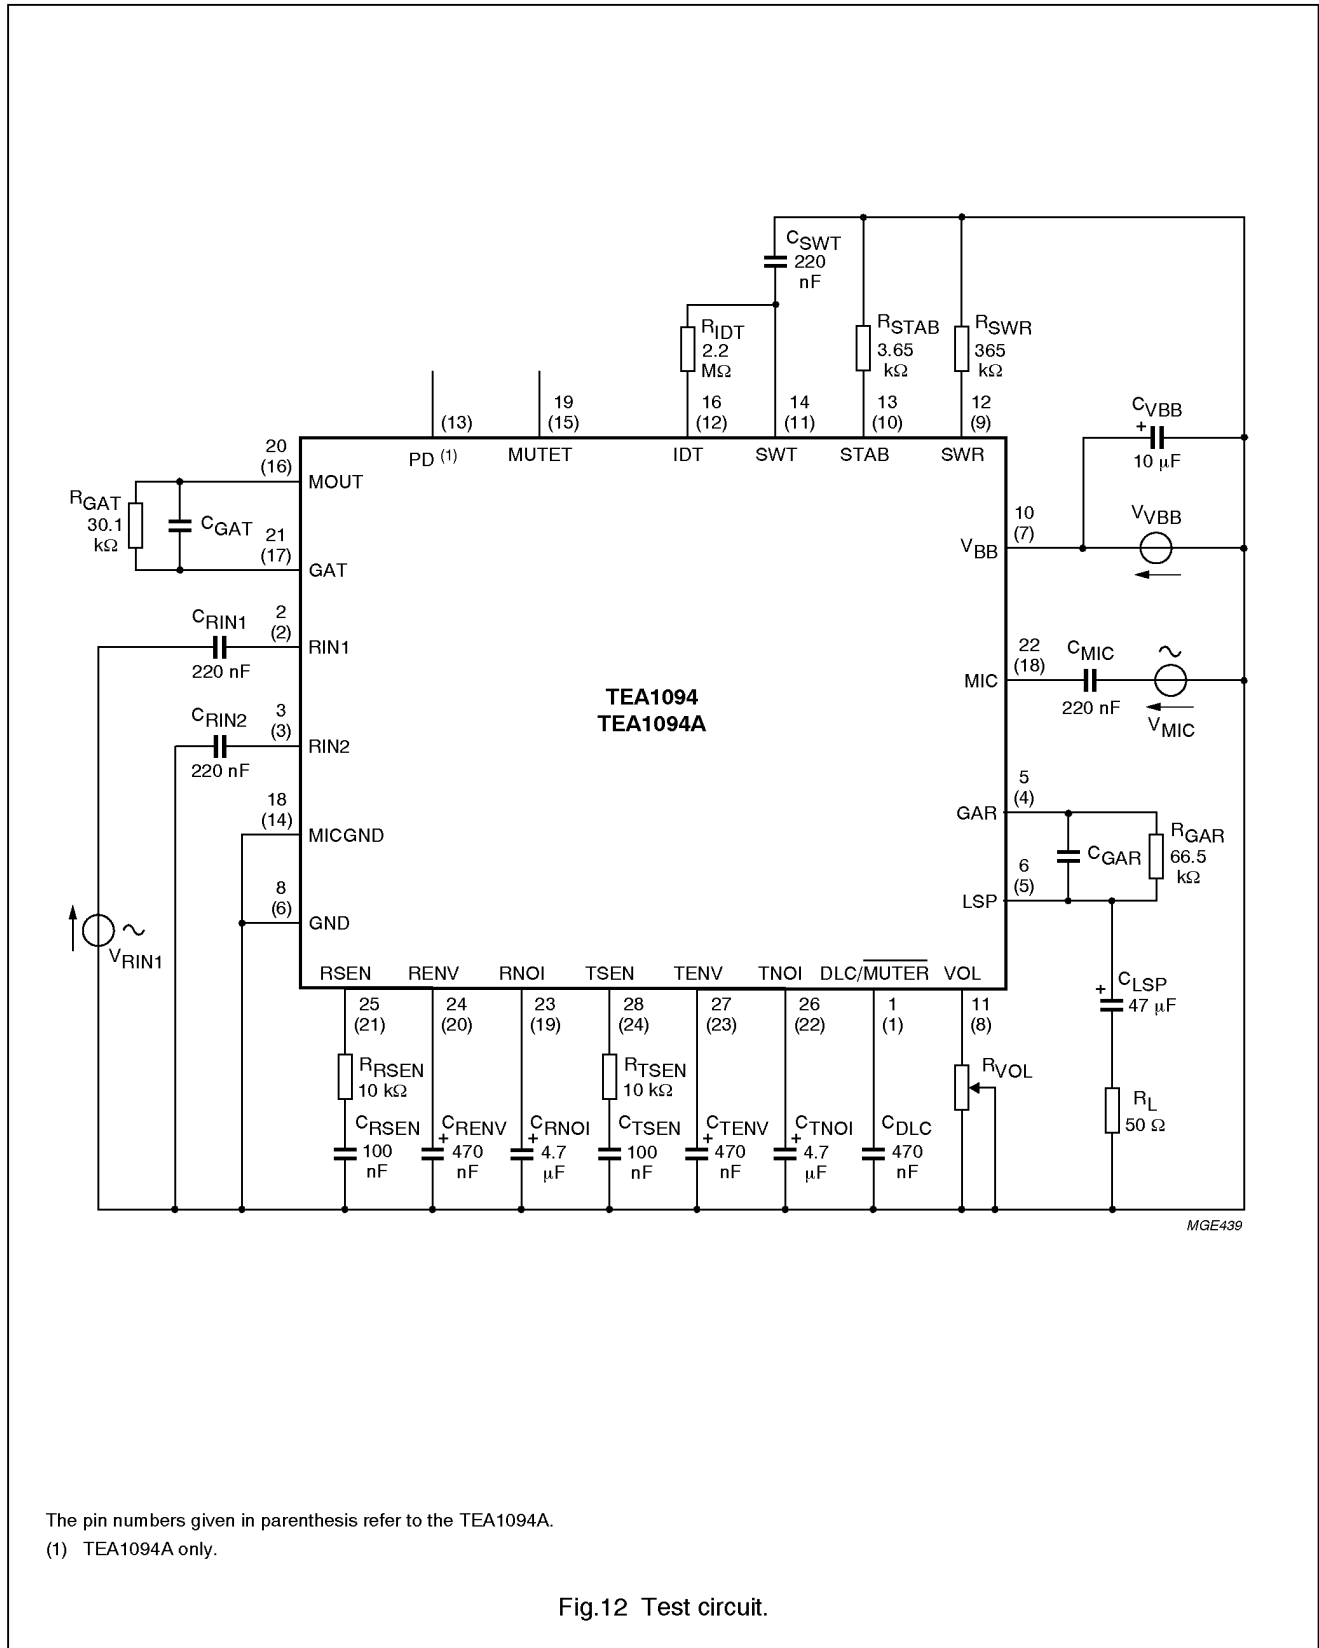 CSWT
220
nF
RIDT
2.2
MΩ
RSTAB
3.65
kΩ
RSWR
365
kΩ
(13)
19
(15)
16
(12)
14
(11)
13
(10)
12
(9)
CVBB
+
10 μF
PD (1)
MUTET
IDT
SWT
STAB
SWR
20
(16)
MOUT
RGAT
30.1
kΩ
CGAT
21
(17)
GAT
10
(7)
VBB
VVBB
CRIN1
220 nF
2
(2)
RIN1
22
(18)
MIC
CMIC
220 nF
∼
VMIC
TEA1094
TEA1094A
CRIN2
220 nF
3
(3)
RIN2
18
(14)
MICGND
5
(4)
GAR
CGAR
RGAR
66.5
kΩ
8
(6)
GND
6
(5)
LSP
∼
VRIN1
RSEN
RENV
RNOI
TSEN
TENV
TNOI
DLC/MUTER
VOL
25
(21)
24
(20)
23
(19)
28
(24)
27
(23)
26
(22)
1
(1)
11
(8)
+
CLSP
47 μF
RRSEN
10 kΩ
RTSEN
10 kΩ
RVOL
RL
50 Ω
CRSEN
100
nF
CRENV
+
470
nF
CRNOI
+
4.7
μF
CTSEN
100
nF
CTENV
+
470
nF
CTNOI
+
4.7
μF
CDLC
470
nF
MGE439
The pin numbers given in parenthesis refer to the TEA1094A.
(1) TEA1094A only.
Fig.12 Test circuit.